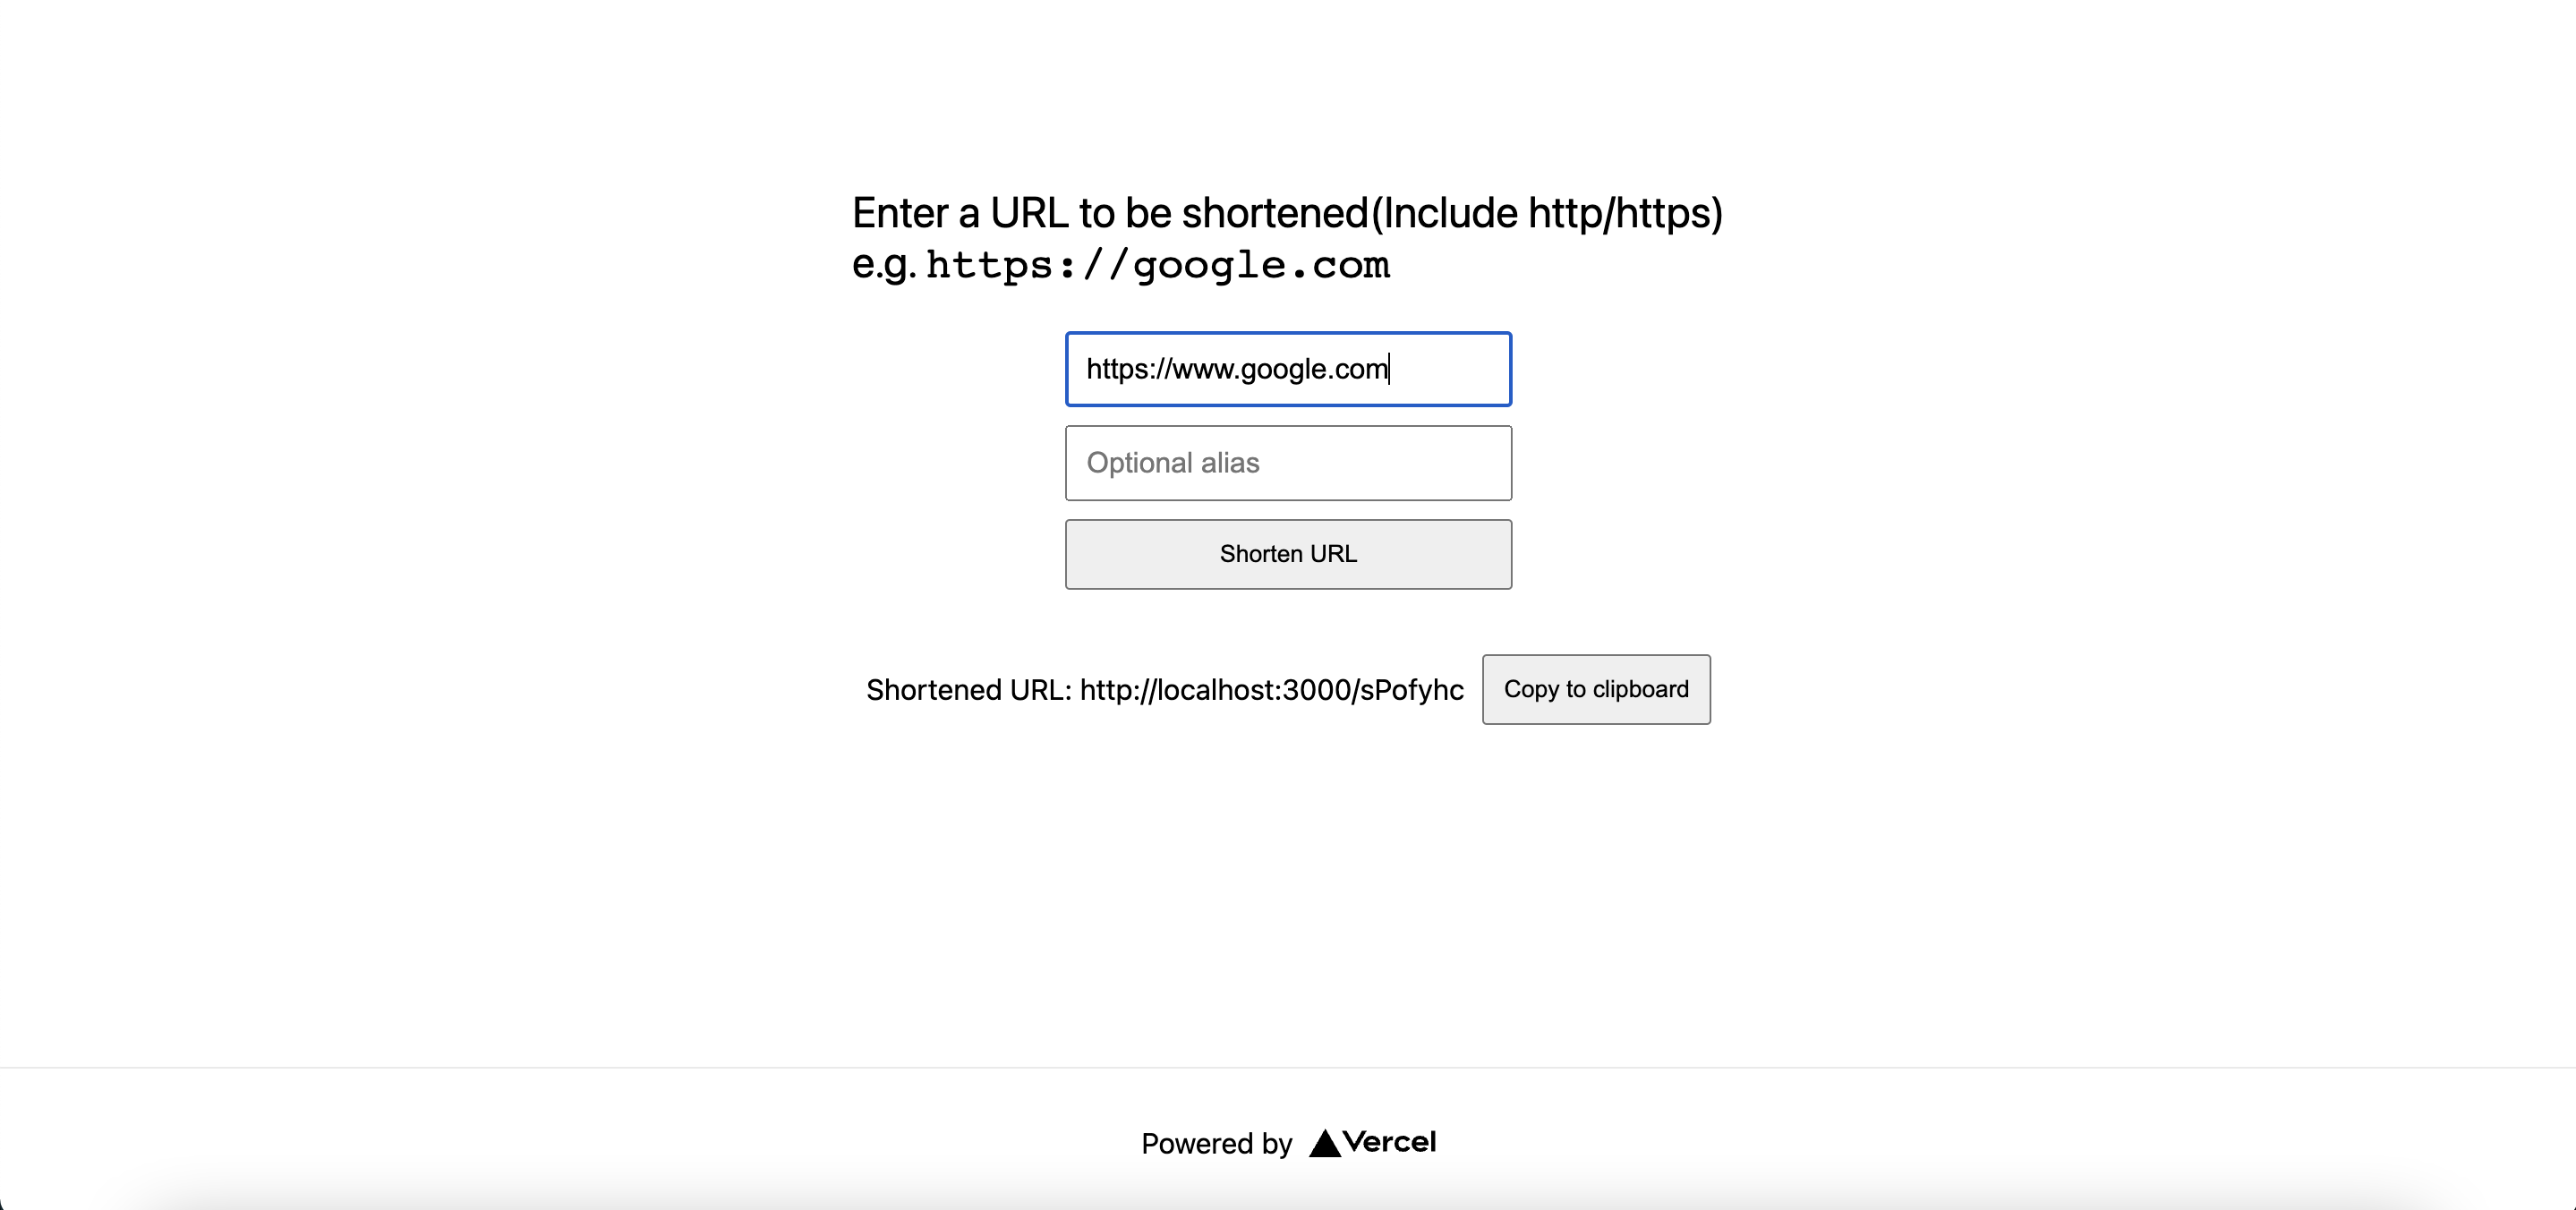 Enter a URL to be shortened(Include http/https)
e.g. https://google.com
https://www.google.com
Optional alias
Shorten URL
Shortened URL: http://localhost:3000/sPofyhc Copy to clipboard
Powered by Vercel